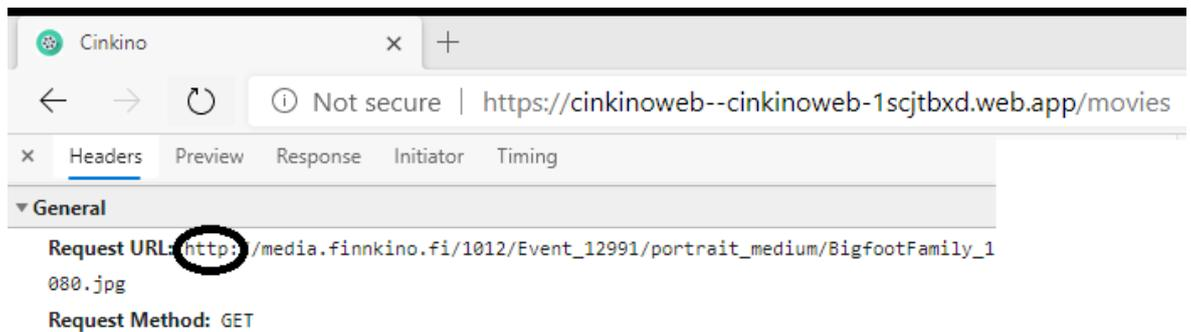 Cinkino
Not secure | https://cinkinoweb--cinkinoweb-1scjtbxd.web.app/movies
Headers Preview Response Initiator Timing
General
Request URL: http://media.finnkino.fi/1012/Event_12991/portrait_medium/BigfootFamily_1
080.jpg
Request Method: GET